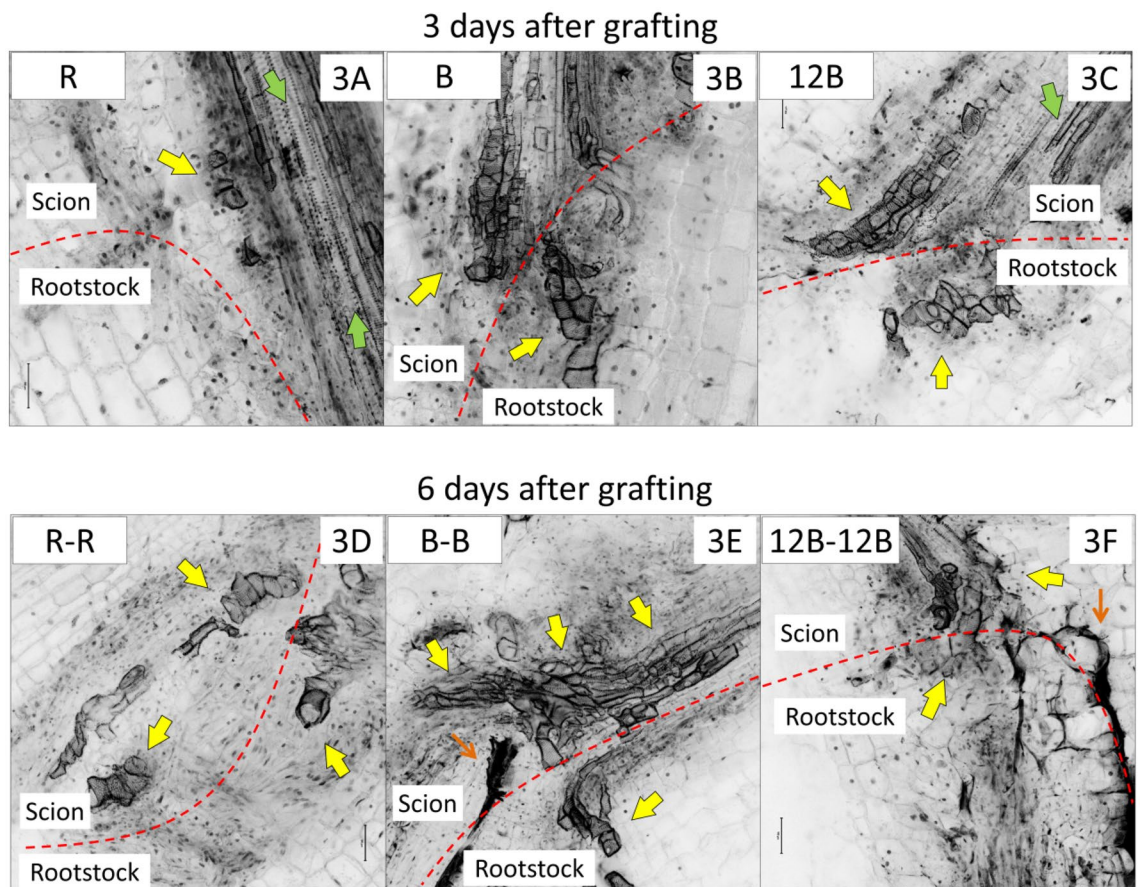 3 days after grafting
R 3A B 3B 12B 3C
Scion
Rootstock
Scion
Rootstock
Scion
Rootstock
6 days after grafting
R-R 3D B-B 3E 12B-12B 3F
Scion
Rootstock
Scion
Rootstock
Scion
Rootstock